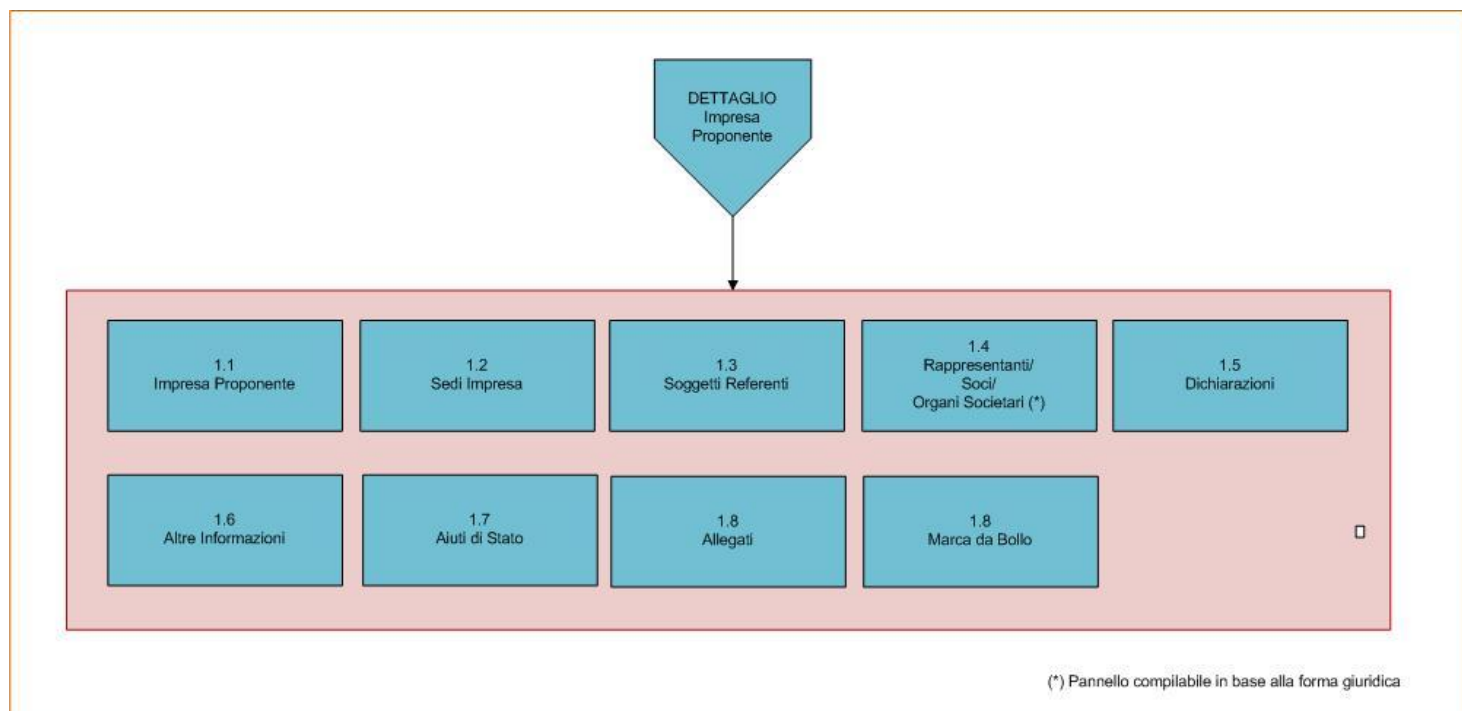 DETTAGLIO
Impresa
Proponente
1.1
Impresa Proponente
1.2
Sedi Impresa
1.3
Soggetti Referenti
1.4
Rappresentanti/
Soci/
Organi Societari (*)
1.5
Dichiarazioni
1.6
Altre Informazioni
1.7
Aiuti di Stato
1.8
Allegati
1.8
Marca da Bollo
(*) Pannello compilabile in base alla forma giuridica